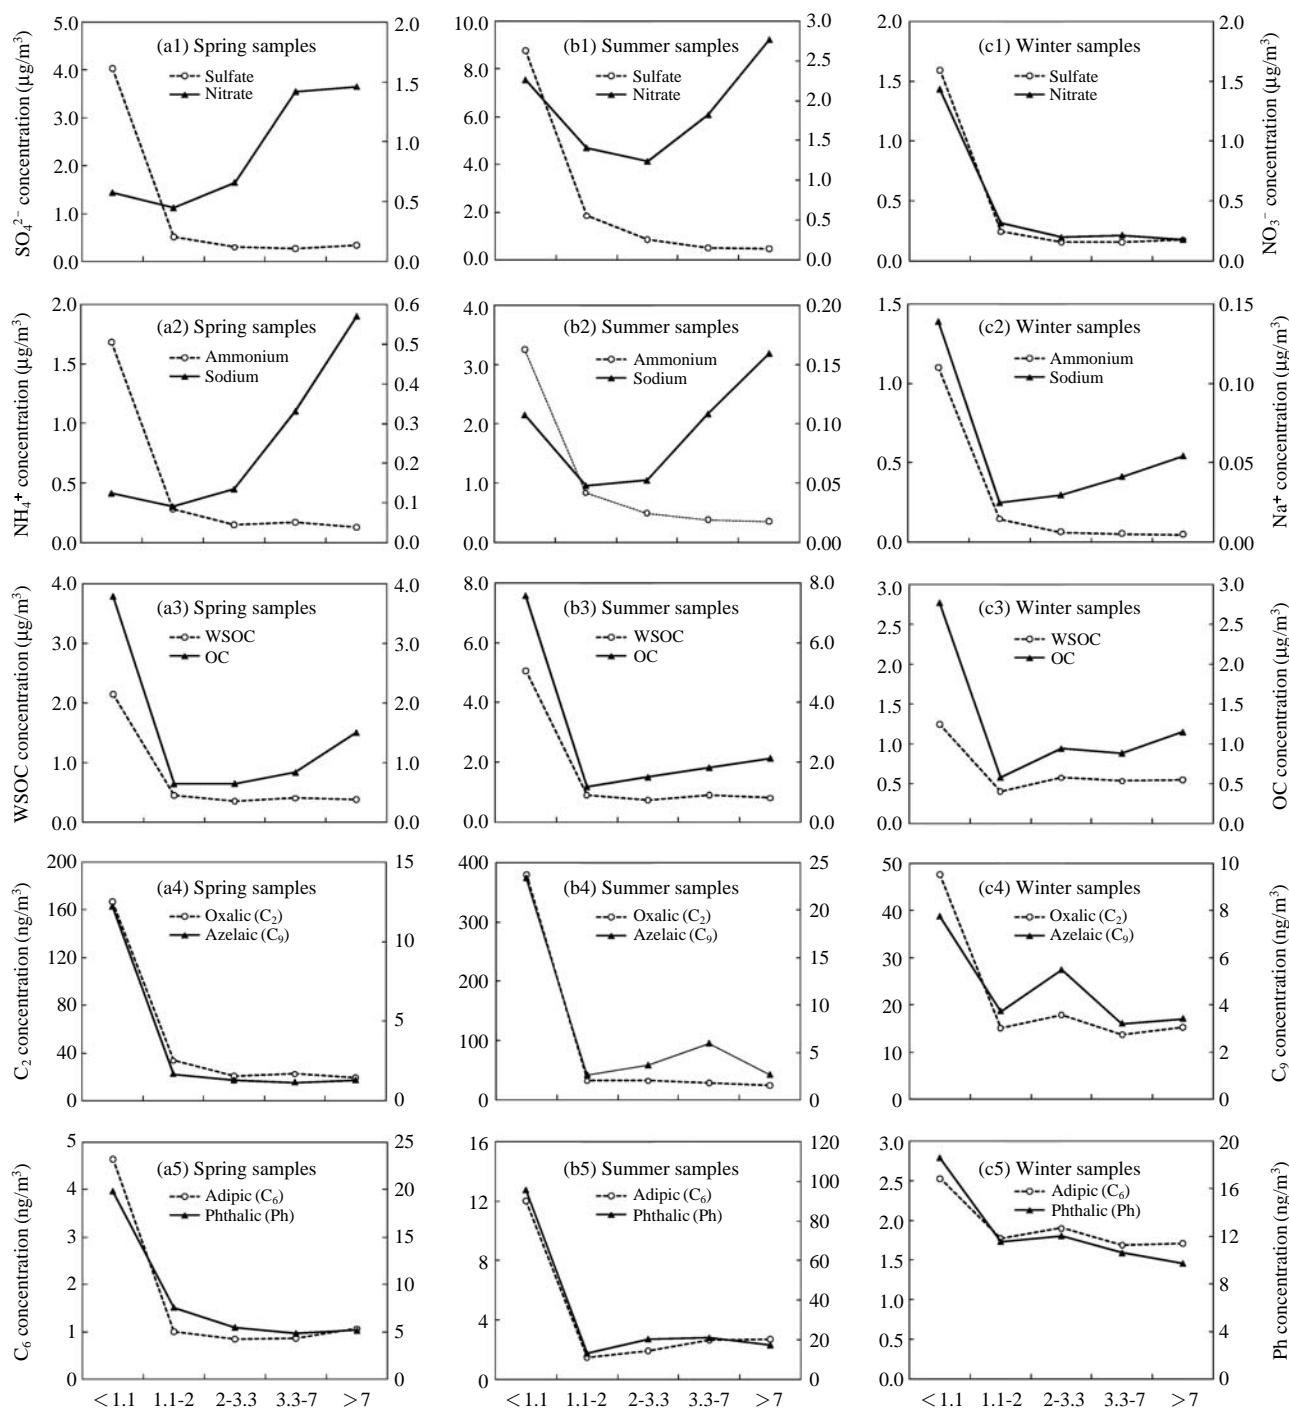 (a1) Spring samples
Sulfate
Nitrate
SO₄²⁻ concentration (μg/m³)
5.0
4.0
3.0
2.0
1.0
0.0
2.0
1.5
1.0
0.5
0.0
(b1) Summer samples
Sulfate
Nitrate
10.0
8.0
6.0
4.0
2.0
0.0
3.0
2.5
2.0
1.5
1.0
0.5
0.0
(c1) Winter samples
Sulfate
Nitrate
2.0
1.5
1.0
0.5
0.0
2.0
1.5
1.0
0.5
0.0
NO₃⁻ concentration (μg/m³)
(a2) Spring samples
Ammonium
Sodium
NH₄⁺ concentration (μg/m³)
2.0
1.5
1.0
0.5
0.0
0.6
0.5
0.4
0.3
0.2
0.1
0.0
(b2) Summer samples
Ammonium
Sodium
4.0
3.0
2.0
1.0
0.0
0.20
0.15
0.10
0.05
0.00
(c2) Winter samples
Ammonium
Sodium
1.5
1.0
0.5
0.0
0.15
0.10
0.05
0.00
Na⁺ concentration (μg/m³)
(a3) Spring samples
WSOC
OC
WSOC concentration (μg/m³)
4.0
3.0
2.0
1.0
0.0
4.0
3.0
2.0
1.0
0.0
(b3) Summer samples
WSOC
OC
8.0
6.0
4.0
2.0
0.0
8.0
6.0
4.0
2.0
0.0
(c3) Winter samples
WSOC
OC
3.0
2.5
2.0
1.5
1.0
0.5
0.0
3.0
2.5
2.0
1.5
1.0
0.5
0.0
OC concentration (μg/m³)
(a4) Spring samples
Oxalic (C₂)
Azelaic (C₉)
C₂ concentration (ng/m³)
200
160
120
80
40
0
15
10
5
0
(b4) Summer samples
Oxalic (C₂)
Azelaic (C₉)
400
300
400
100
0
25
20
15
10
5
0
(c4) Winter samples
Oxalic (C₂)
Azelaic (C₉)
50
40
30
20
10
0
10
8
6
4
2
0
C₉ concentration (ng/m³)
(a5) Spring samples
Adipic (C₆)
Phthalic (Ph)
C₆ concentration (ng/m³)
5
4
3
2
1
0
25
20
15
10
5
0
<1.1 1.1-2 2-3.3 3.3-7 >7
(b5) Summer samples
Adipic (C₆)
Phthalic (Ph)
16
12
8
4
0
120
100
80
60
40
20
0
<1.1 1.1-2 2-3.3 3.3-7 >7
(c5) Winter samples
Adipic (C₆)
Phthalic (Ph)
3.0
2.5
2.0
1.5
1.0
0.5
0.0
20
16
12
8
4
0
Ph concentration (ng/m³)
<1.1 1.1-2 2-3.3 3.3-7 >7